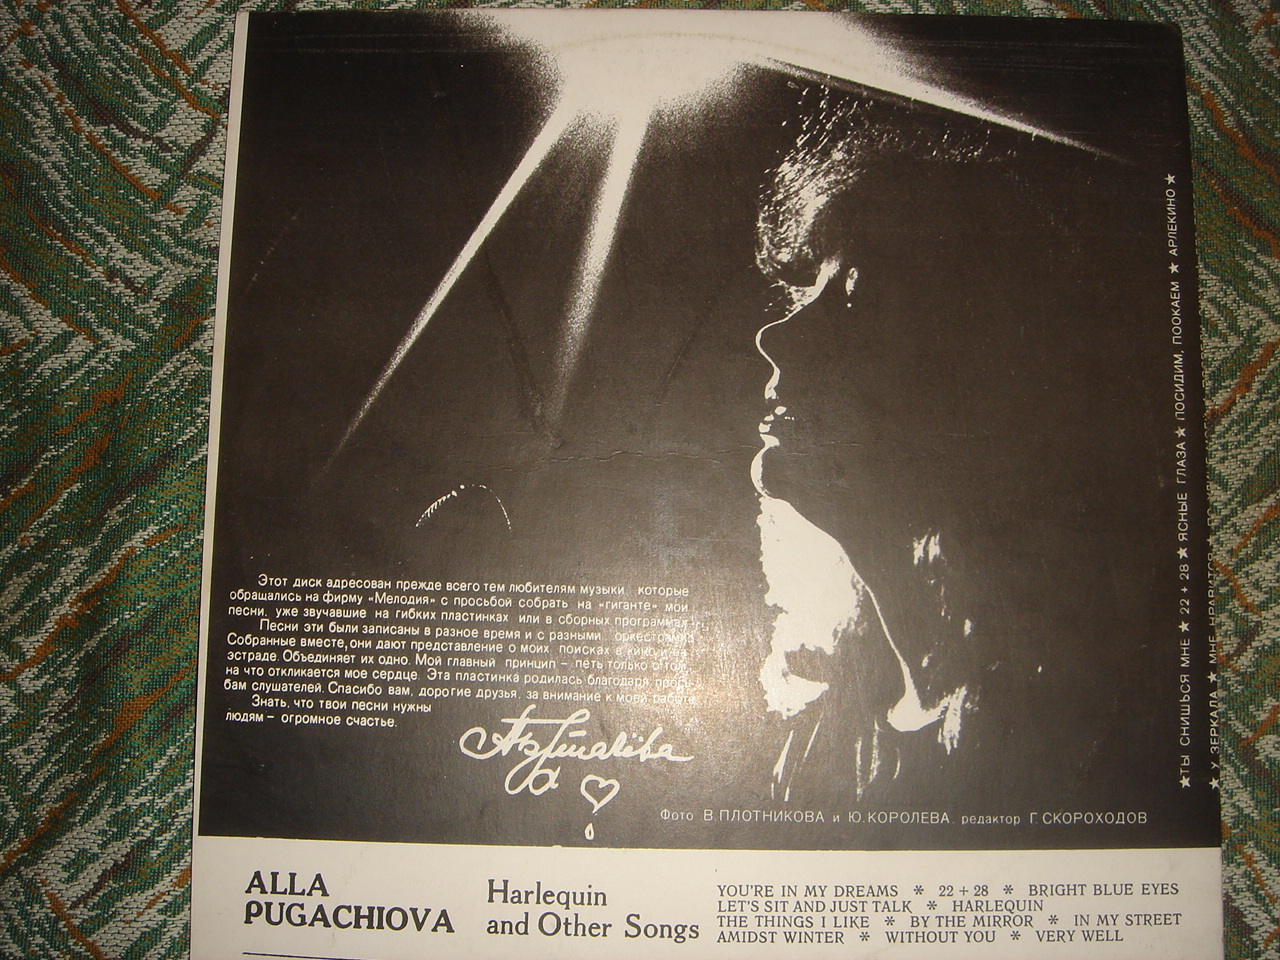 Этот диск адресован прежде всего тем любителям музыки которые
обращались на фирму «Мелодия» с просьбой собрать на «гиганте» мои
песни, уже звучавшие на гибких пластинках или в сборных программах.
Песни эти были записаны в разное время и с разными оркестрами
Собранные вместе, они дают представление о моих поисках в кино и на
эстраде. Объединяет их одно. Мой главный принцип – петь только о том,
на что откликается мое сердце Эта пластинка родилась благодаря прось-
бам слушателей. Спасибо вам, дорогие друзья, за внимание к моей работе
Знать, что твои песни нужны
людям – огромное счастье.
АПугачёва
Фото В.ПЛОТНИКОВА и Ю.КОРОЛЕВА. редактор Г.СКОРОХОДОВ
★ТЫ СНИШЬСЯ МНЕ ★ 22 + 28 ★ ЯСНЫЕ ГЛАЗА ★ ПОСИДИМ, ПООКАЕМ ★ АРЛЕКИНО ★
★ У ЗЕРКАЛА ★ МНЕ НРАВИТСЯ ★
ALLA
PUGACHIOVA
Harlequin
and Other Songs
YOU'RE IN MY DREAMS * 22 + 28 * BRIGHT BLUE EYES
LET'S SIT AND JUST TALK * HARLEQUIN
THE THINGS I LIKE * BY THE MIRROR * IN MY STREET
AMIDST WINTER * WITHOUT YOU * VERY WELL